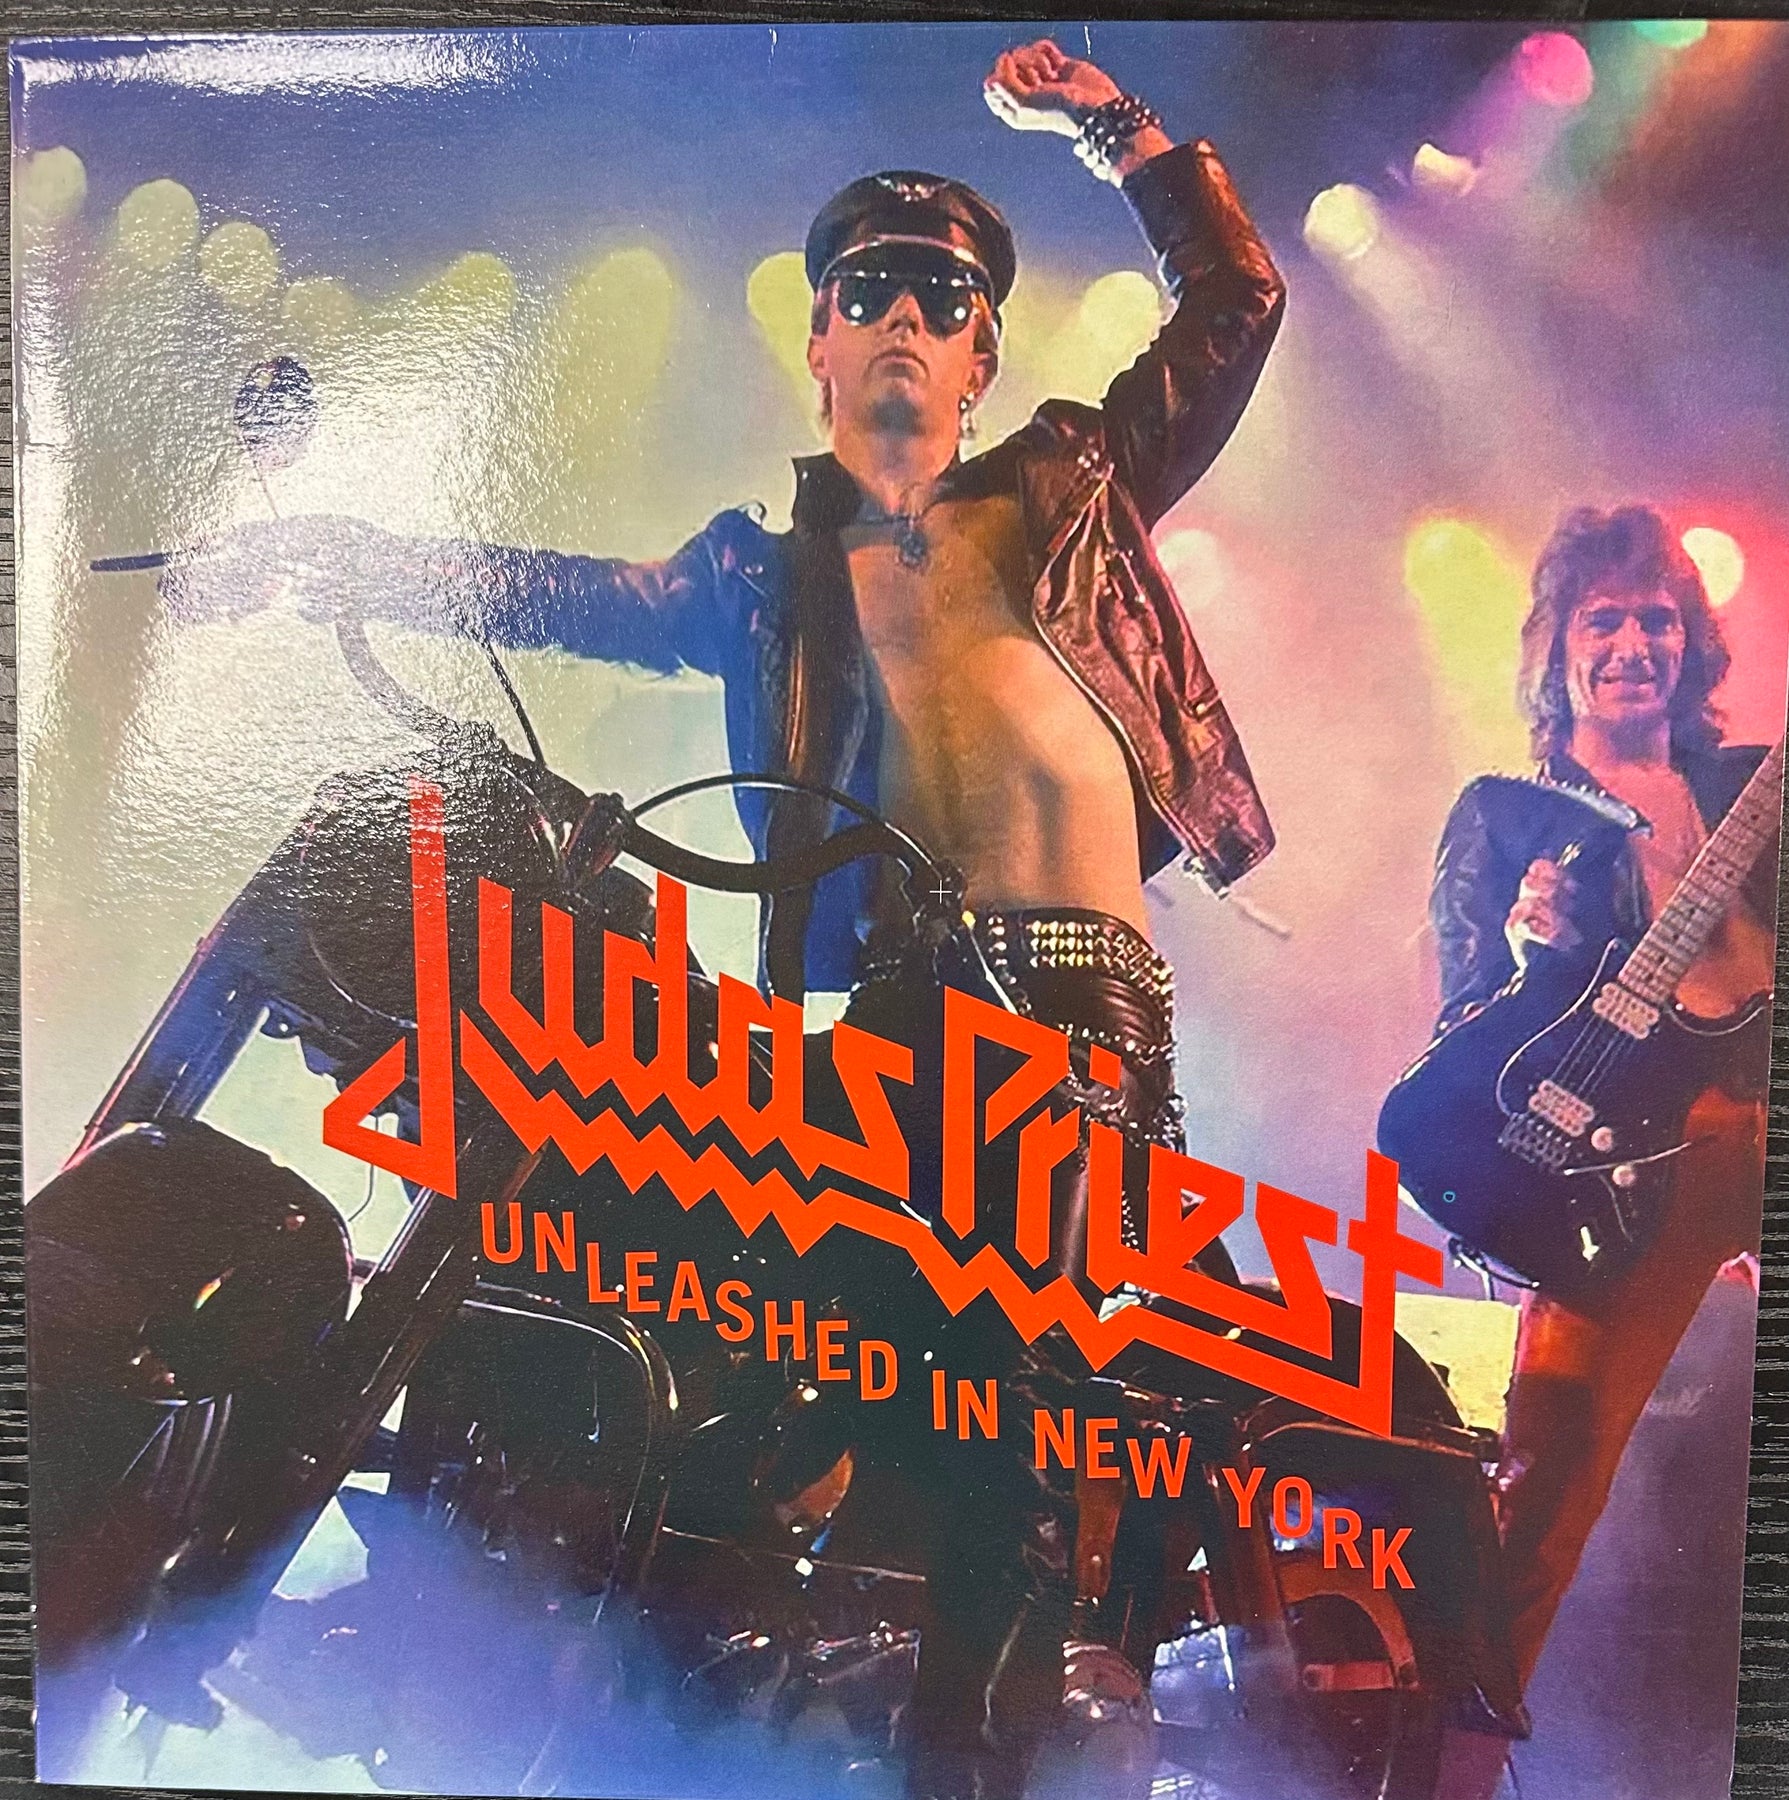 Judas Priest
UNLEASHED IN NEW YORK